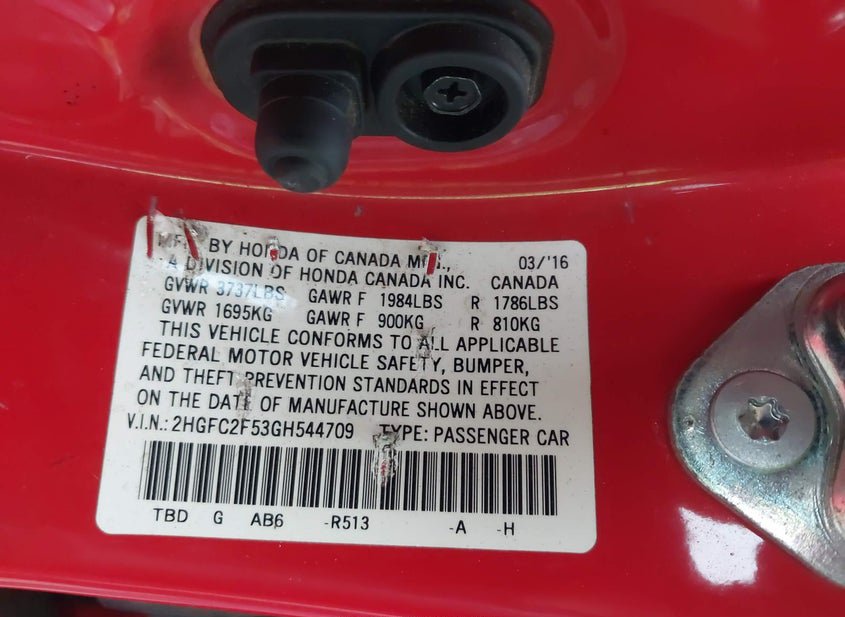 MFD. BY HONDA OF CANADA MFG., 03/'16
A DIVISION OF HONDA CANADA INC. CANADA
GVWR 3737LBS GAWR F 1984LBS R 1786LBS
GVWR 1695KG GAWR F 900KG R 810KG
THIS VEHICLE CONFORMS TO ALL APPLICABLE
FEDERAL MOTOR VEHICLE SAFETY, BUMPER,
AND THEFT PREVENTION STANDARDS IN EFFECT
ON THE DATE OF MANUFACTURE SHOWN ABOVE.
V.I.N.: 2HGFC2F53GH544709 TYPE: PASSENGER CAR
TBD G AB6 -R513 -A -H